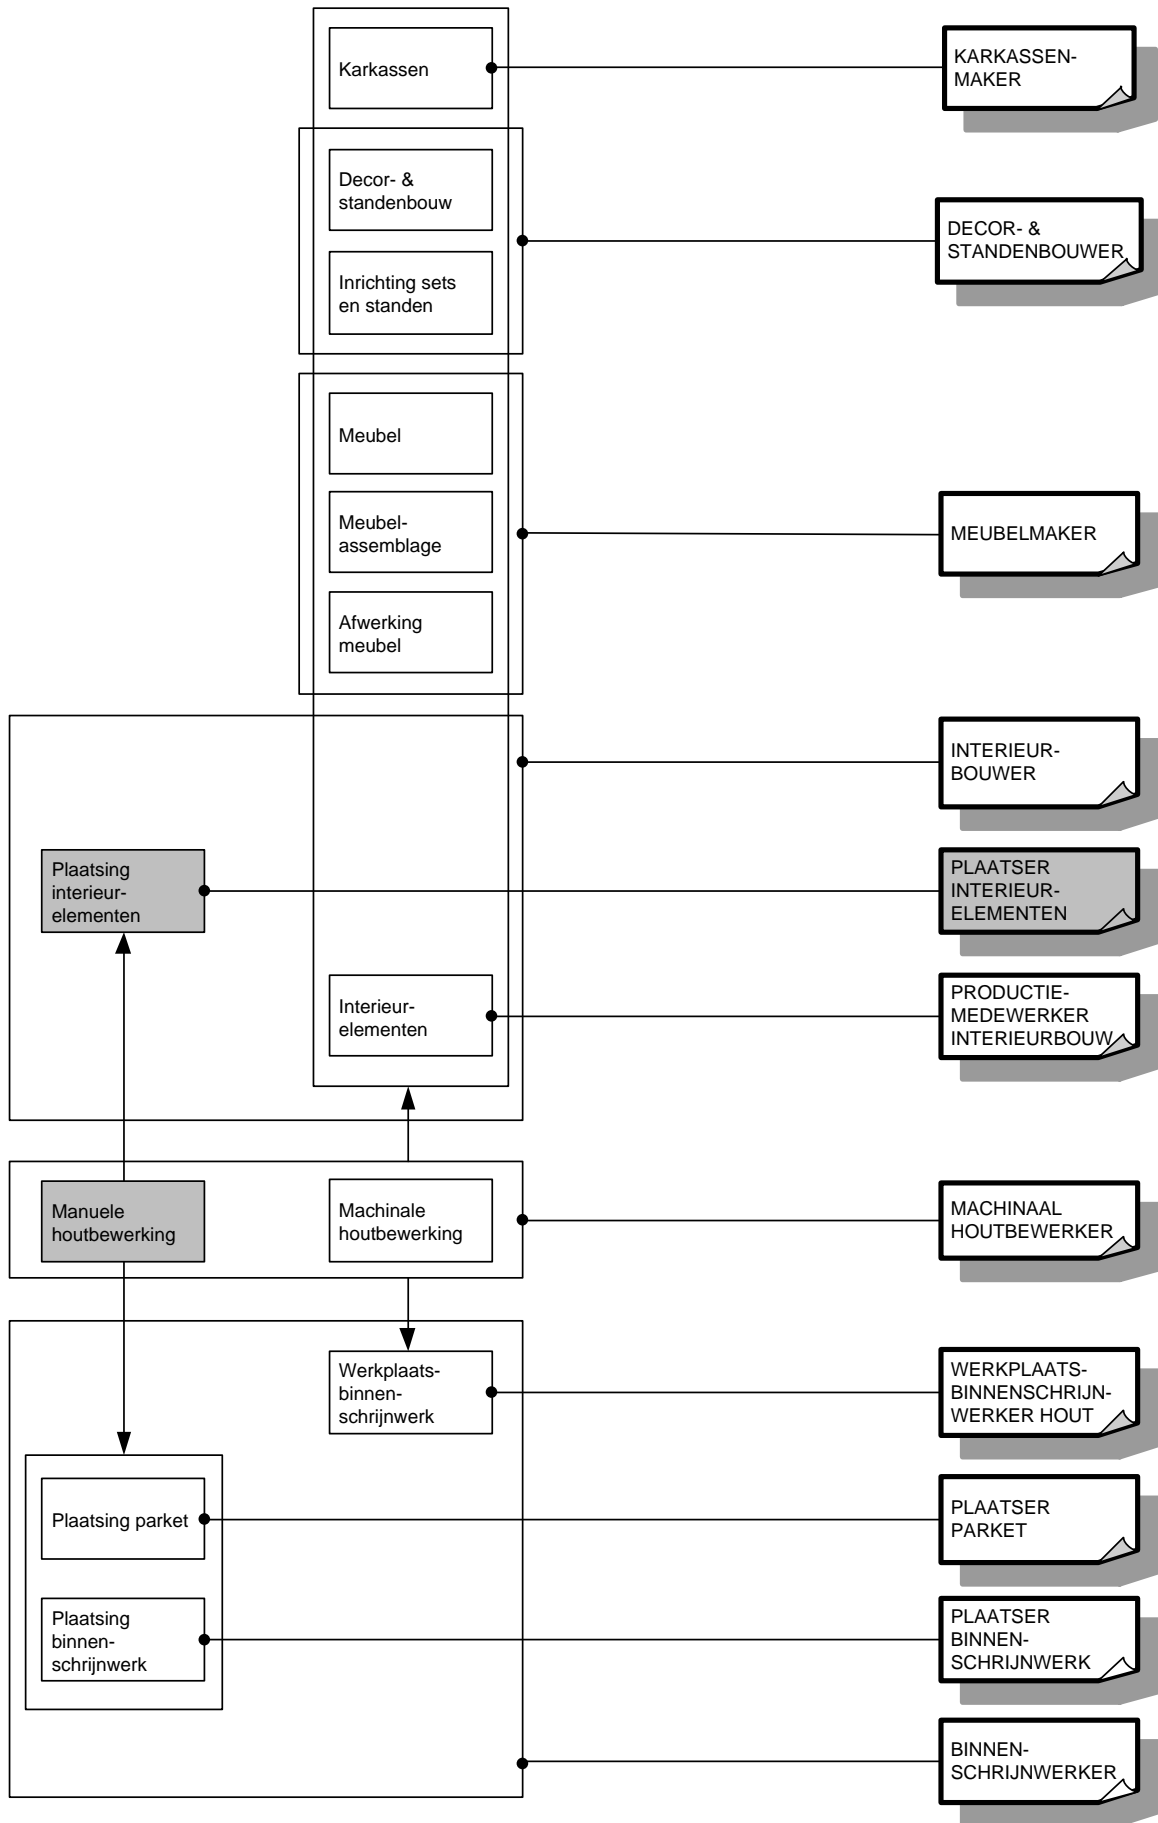 Karkassen
KARKASSEN-
MAKER
Decor- &
standenbouw
DECOR- &
STANDENBOUWER
Inrichting sets
en standen
Meubel
Meubel-
assemblage
MEUBELMAKER
Afwerking
meubel
INTERIEUR-
BOUWER
Plaatsing
interieur-
elementen
PLAATSER
INTERIEUR-
ELEMENTEN
Interieur-
elementen
PRODUCTIE-
MEDEWERKER
INTERIEURBOUW
Manuele
houtbewerking
Machinale
houtbewerking
MACHINAAL
HOUTBEWERKER
Werkplaats-
binnen-
schrijnwerk
WERKPLAATS-
BINNENSCHRIJN-
WERKER HOUT
Plaatsing parket
PLAATSER
PARKET
Plaatsing
binnen-
schrijnwerk
PLAATSER
BINNEN-
SCHRIJNWERK
BINNEN-
SCHRIJNWERKER